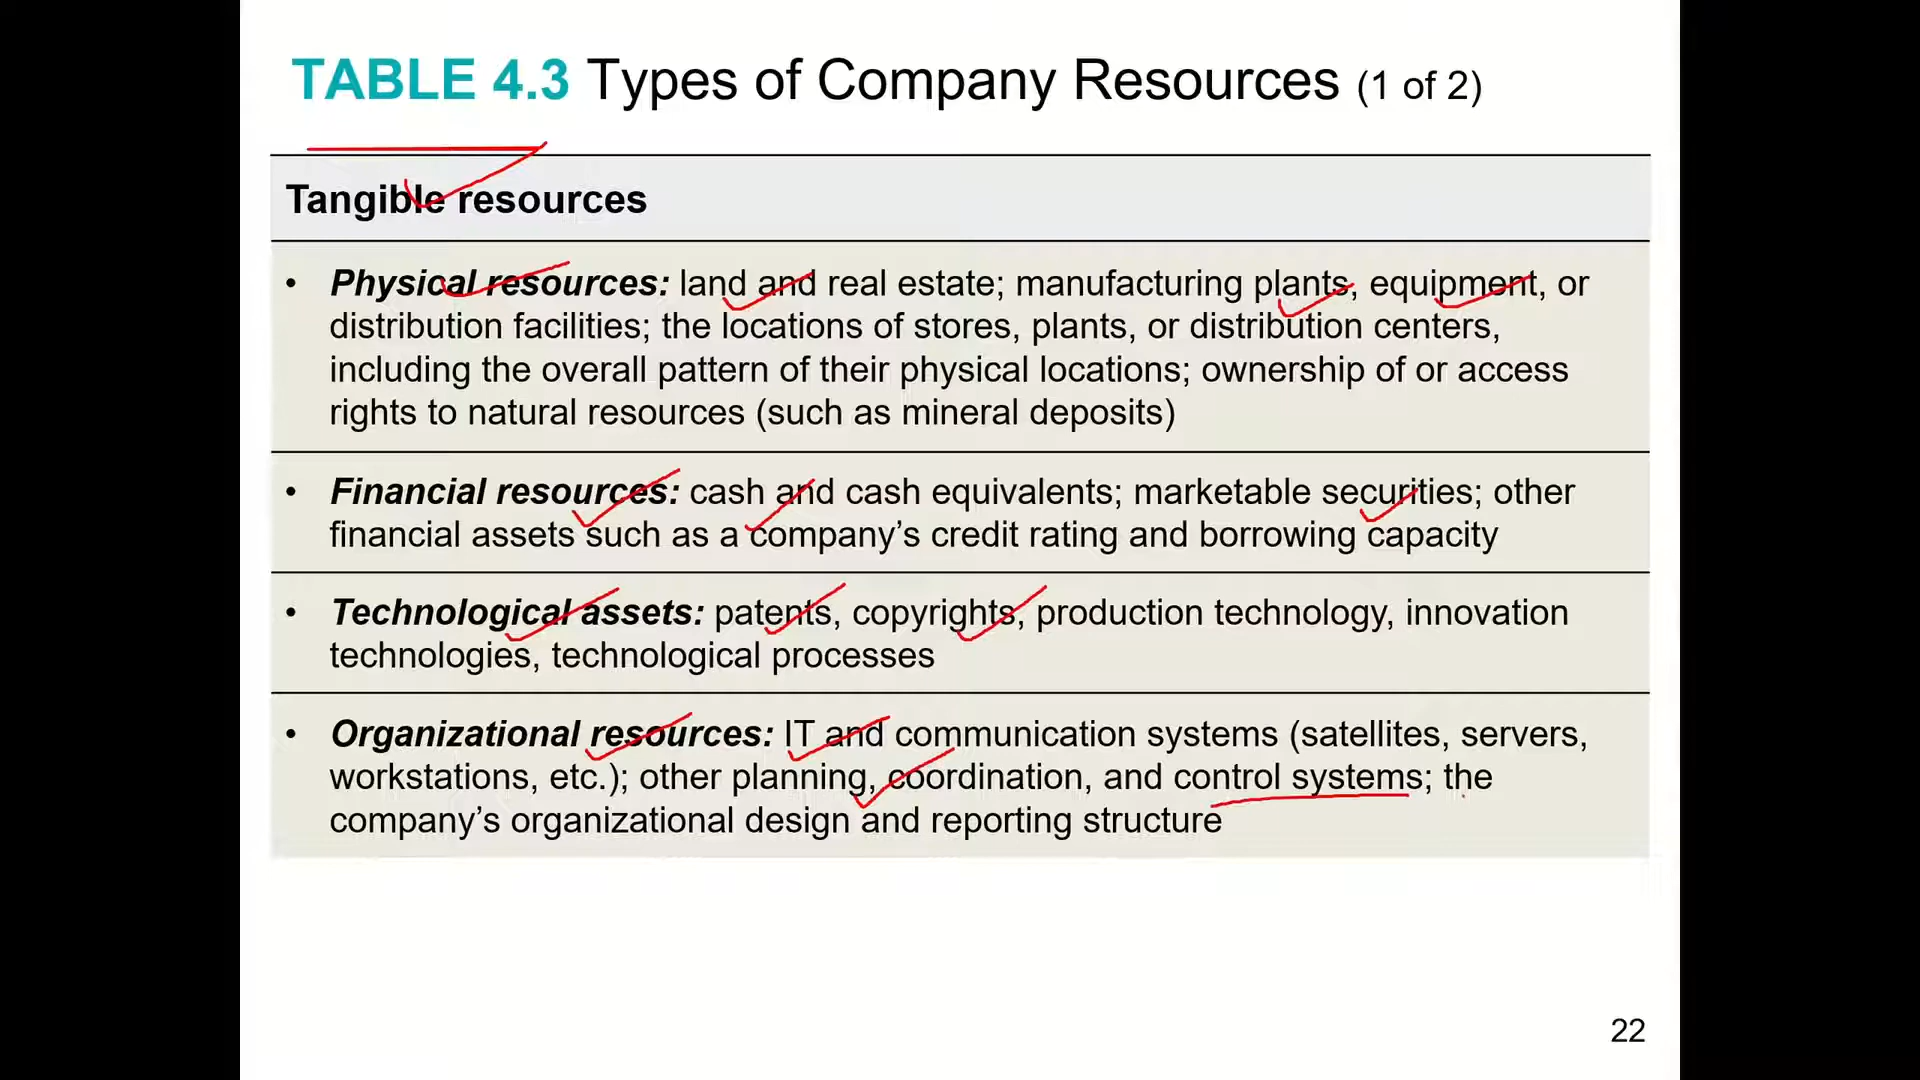 TABLE 4.3 Types of Company Resources (1 of 2)
Tangible resources
• Physical resources: land and real estate; manufacturing plants, equipment, or
distribution facilities; the locations of stores, plants, or distribution centers,
including the overall pattern of their physical locations; ownership of or access
rights to natural resources (such as mineral deposits)
• Financial resources: cash and cash equivalents; marketable securities; other
financial assets such as a company’s credit rating and borrowing capacity
• Technological assets: patents, copyrights, production technology, innovation
technologies, technological processes
• Organizational resources: IT and communication systems (satellites, servers,
workstations, etc.); other planning, coordination, and control systems; the
company’s organizational design and reporting structure
22